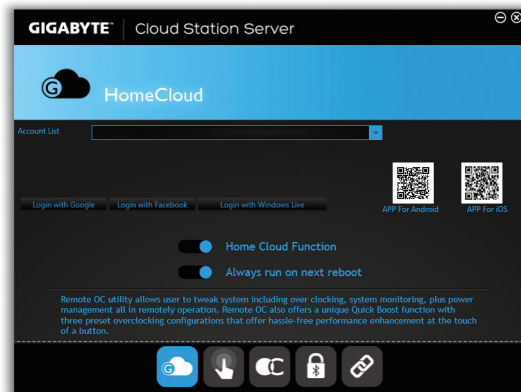 GIGABYTE™ Cloud Station Server
G HomeCloud
Account List
Login with Google Login with Facebook Login with Windows Live
APP For Android APP For iOS
Home Cloud Function
Always run on next reboot
Remote OC utility allows user to tweak system including over clocking, system monitoring, plus power
management all in remotely operation. Remote OC also offers a unique Quick Boost function with
three preset overclocking configurations that offer hassle-free performance enhancement at the touch
of a button.
G